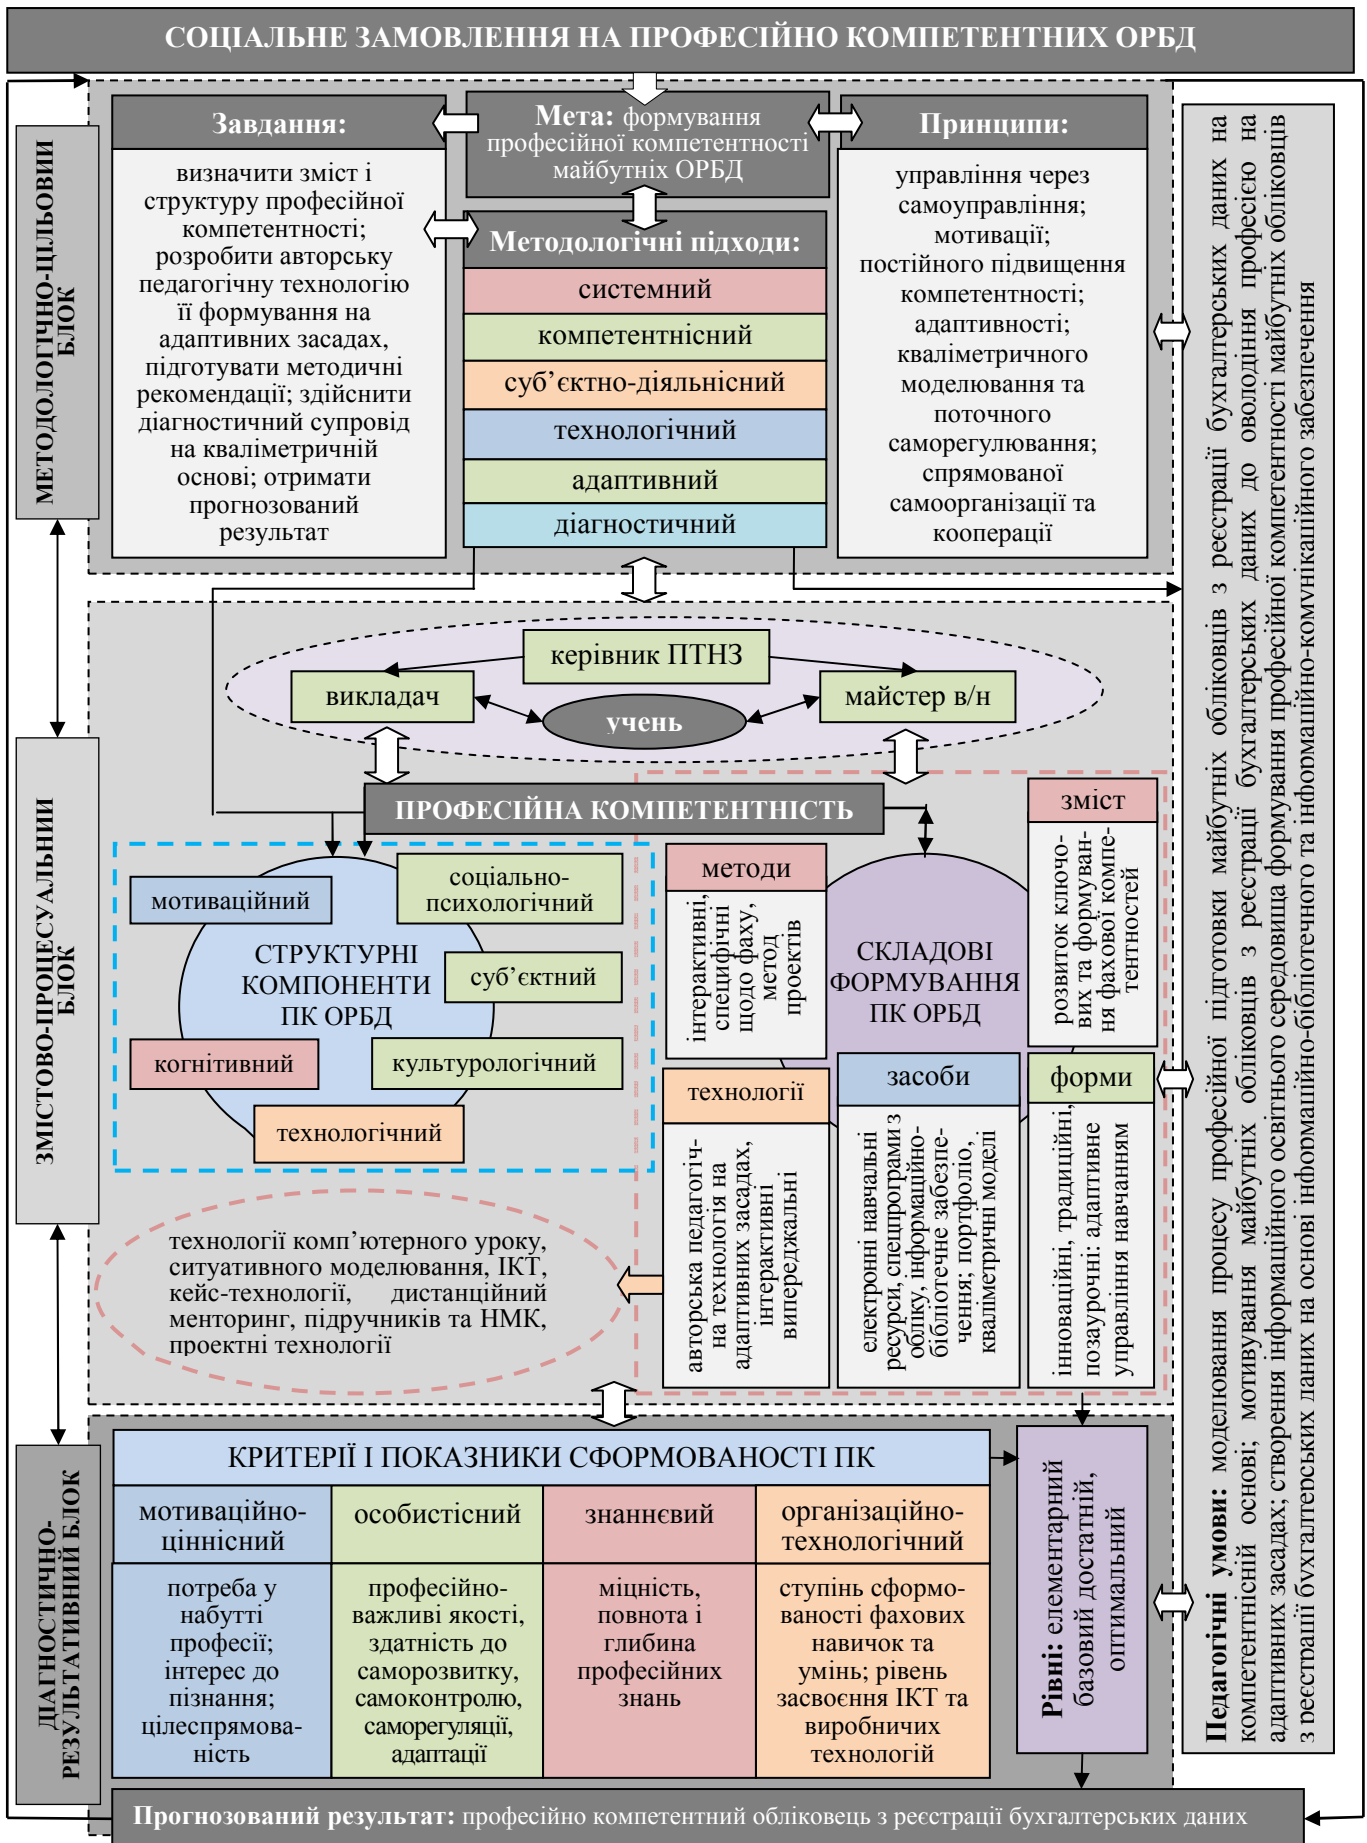 СОЦІАЛЬНЕ ЗАМОВЛЕННЯ НА ПРОФЕСІЙНО КОМПЕТЕНТНИХ ОРБД
МЕТОДОЛОГІЧНО-ЦІЛЬОВИЙ
БЛОК
Завдання:
визначити зміст і
структуру професійної
компетентності;
розробити авторську
педагогічну технологію
її формування на
адаптивних засадах,
підготувати методичні
рекомендації; здійснити
діагностичний супровід
на кваліметричній
основі; отримати
прогнозований
результат
Мета: формування
професійної компетентності
майбутніх ОРБД
Методологічні підходи:
системний
компетентнісний
суб’єктно-діяльнісний
технологічний
адаптивний
діагностичний
Принципи:
управління через
самоуправління;
мотивації;
постійного підвищення
компетентності;
адаптивності;
кваліметричного
моделювання та
поточного
саморегулювання;
спрямованої
самоорганізації та
кооперації
ЗМІСТОВО-ПРОЦЕСУАЛЬНИЙ
БЛОК
керівник ПТНЗ
викладач
майстер в/н
учень
ПРОФЕСІЙНА КОМПЕТЕНТНІСТЬ
мотиваційний
соціально-
психологічний
СТРУКТУРНІ
КОМПОНЕНТИ
ПК ОРБД
суб’єктний
когнітивний
культурологічний
технологічний
методи
інтерактивні,
специфічні
щодо фаху,
метод
проектів
СКЛАДОВІ
ФОРМУВАННЯ
ПК ОРБД
зміст
розвиток ключо-
вих та формуван-
ня фахової компе-
тентностей
технології
авторська педагогіч-
на технологія на
адаптивних засадах,
інтерактивні
випереджальні
засоби
електронні навчальні
ресурси, спецпрограми з
обліку, інформаційно-
бібліотечне забезпе-
чення; портфоліо,
кваліметричні моделі
форми
інноваційні, традиційні,
позаурочні: адаптивне
управління навчанням
технології комп’ютерного уроку,
ситуативного моделювання, ІКТ,
кейс-технології, дистанційний
менторинг, підручників та НМК,
проектні технології
ДІАГНОСТИЧНО-
РЕЗУЛЬТАТИВНИЙ БЛОК
КРИТЕРІЇ І ПОКАЗНИКИ СФОРМОВАНОСТІ ПК
мотиваційно-
ціннісний
потреба у
набутті
професії;
інтерес до
пізнання;
цілеспрямова-
ність
особистісний
професійно-
важливі якості,
здатність до
саморозвитку,
самоконтролю,
саморегуляції,
адаптації
знаннєвий
міцність,
повнота і
глибина
професійних
знань
організаційно-
технологічний
ступінь сформо-
ваності фахових
навичок та
умінь; рівень
засвоєння ІКТ та
виробничих
технологій
Рівні: елементарний
базовий достатній,
оптимальний
Педагогічні умови: моделювання процесу професійної підготовки майбутніх обліковців з реєстрації бухгалтерських даних на
компетентнісній основі; мотивування майбутніх обліковців з реєстрації бухгалтерських даних до оволодіння професією на
адаптивних засадах; створення інформаційного освітнього середовища формування професійної компетентності майбутніх обліковців
з реєстрації бухгалтерських даних на основі інформаційно-бібліотечного та інформаційно-комунікаційного забезпечення
Прогнозований результат: професійно компетентний обліковець з реєстрації бухгалтерських даних